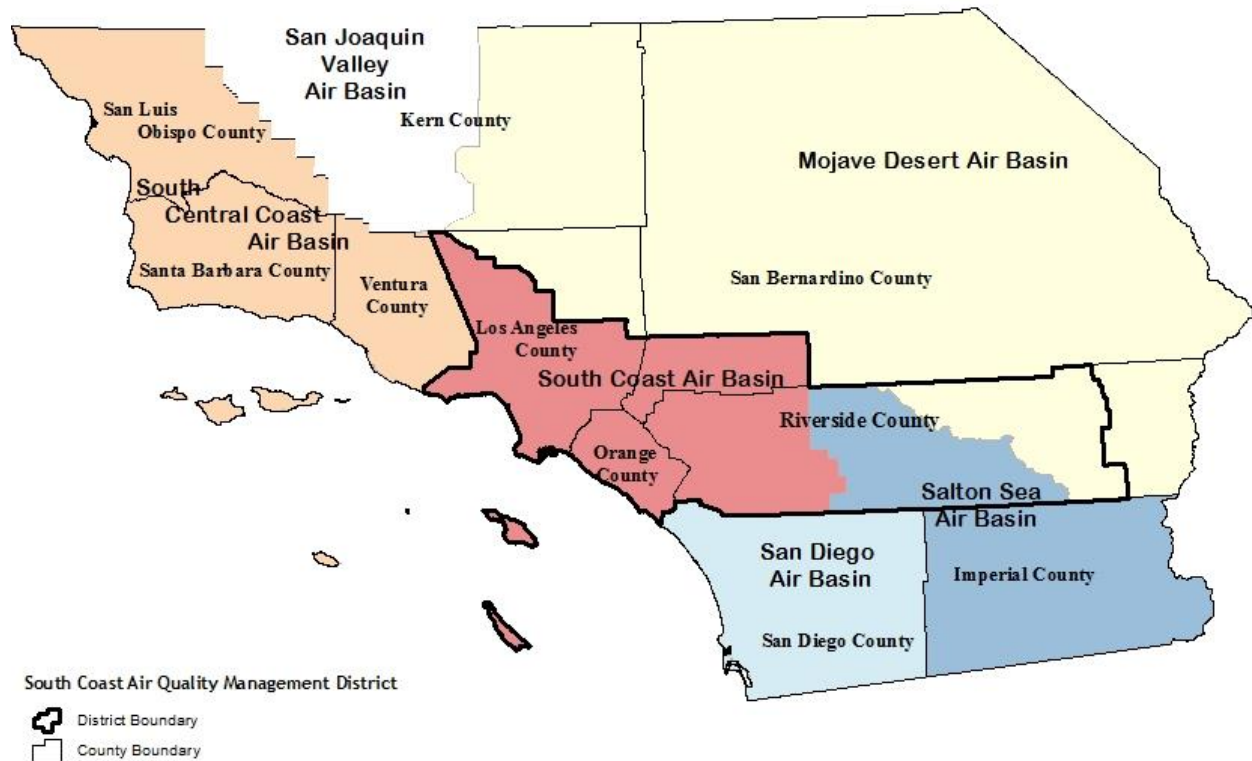 San Joaquin
Valley
Air Basin
San Luis
Obispo County
Kern County
Mojave Desert Air Basin
South
Central Coast
Air Basin
Santa Barbara County
Ventura
County
San Bernardino County
Los Angeles
County
South Coast Air Basin
Riverside County
Orange
County
Salton Sea
Air Basin
San Diego
Air Basin
Imperial County
San Diego County
South Coast Air Quality Management District
District Boundary
County Boundary